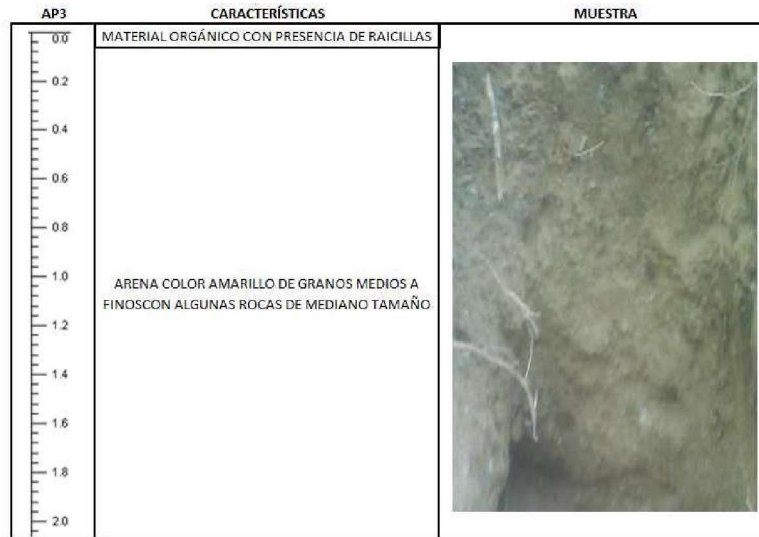 AP3 CARACTERÍSTICAS MUESTRA
0.0 MATERIAL ORGÁNICO CON PRESENCIA DE RAICILLAS
0.2
0.4
0.6
0.8
1.0 ARENA COLOR AMARILLO DE GRANOS MEDIOS A
FINOSCON ALGUNAS ROCAS DE MEDIANO TAMAÑO
1.2
1.4
1.6
1.8
2.0